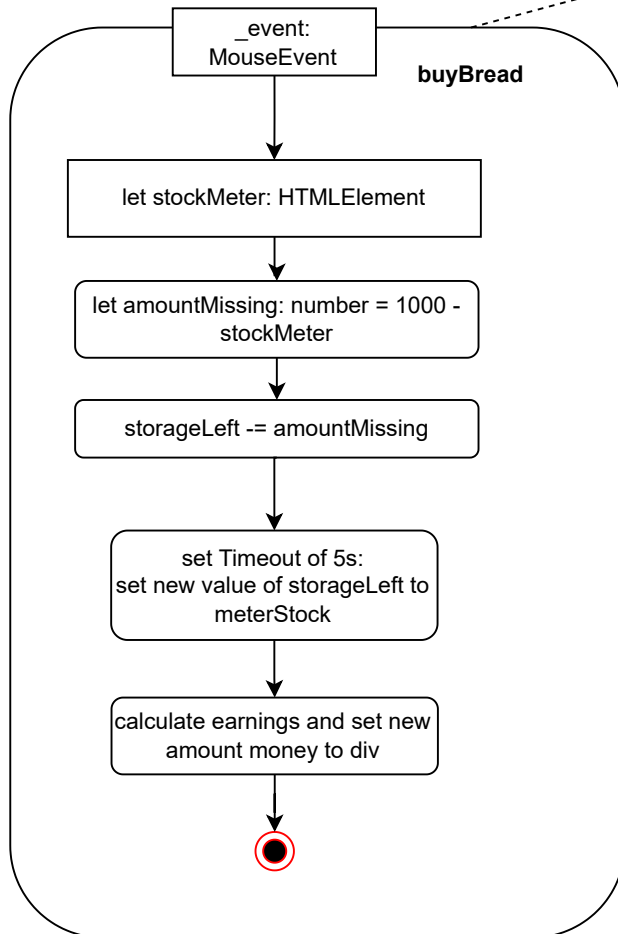 _event:
MouseEvent
buyBread
let stockMeter: HTMLElement
let amountMissing: number = 1000 -
stockMeter
storageLeft -= amountMissing
set Timeout of 5s:
set new value of storageLeft to
meterStock
calculate earnings and set new
amount money to div